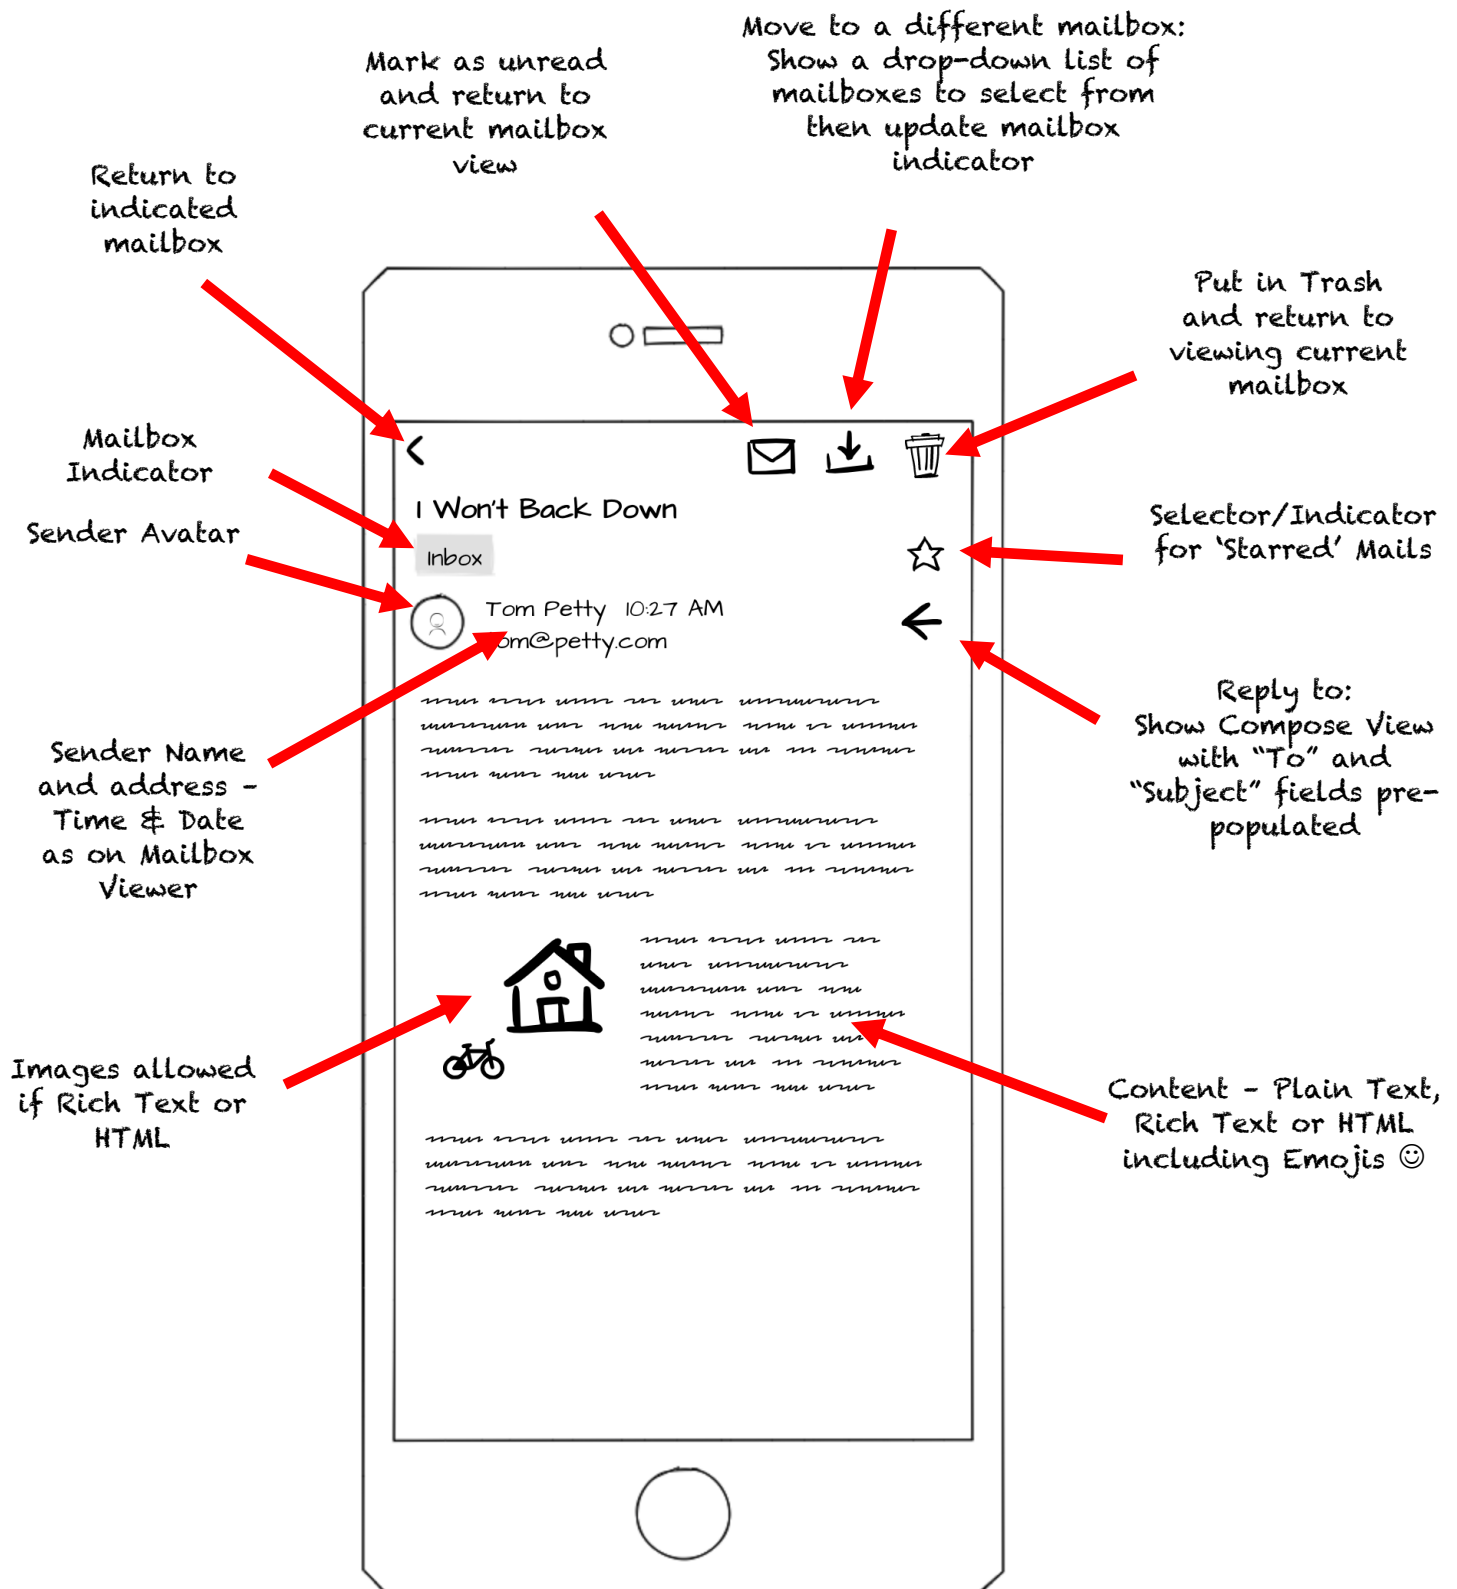 Move to a different mailbox:
Show a drop-down list of
mailboxes to select from
then update mailbox
indicator
Mark as unread
and return to
current mailbox
view
Return to
indicated
mailbox
Put in Trash
and return to
viewing current
mailbox
Mailbox
Indicator
Sender Avatar
I Won't Back Down
Inbox
Selector/Indicator
for ‘Starred’ Mails
Tom Petty 10:27 AM
om@petty.com
Reply to:
Show Compose View
with “To” and
“Subject” fields pre-
populated
Sender Name
and address -
Time & Date
as on Mailbox
Viewer
Images allowed
if Rich Text or
HTML
Content - Plain Text,
Rich Text or HTML
including Emojis ☺